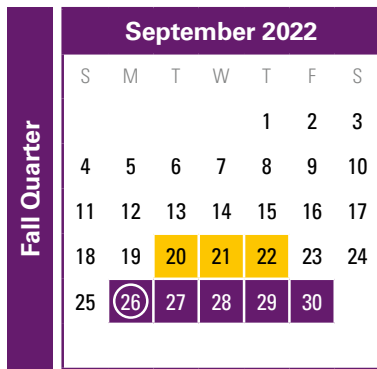 Fall Quarter
September 2022
S M T W T F S
1 2 3
4 5 6 7 8 9 10
11 12 13 14 15 16 17
18 19 20 21 22 23 24
25 26 27 28 29 30